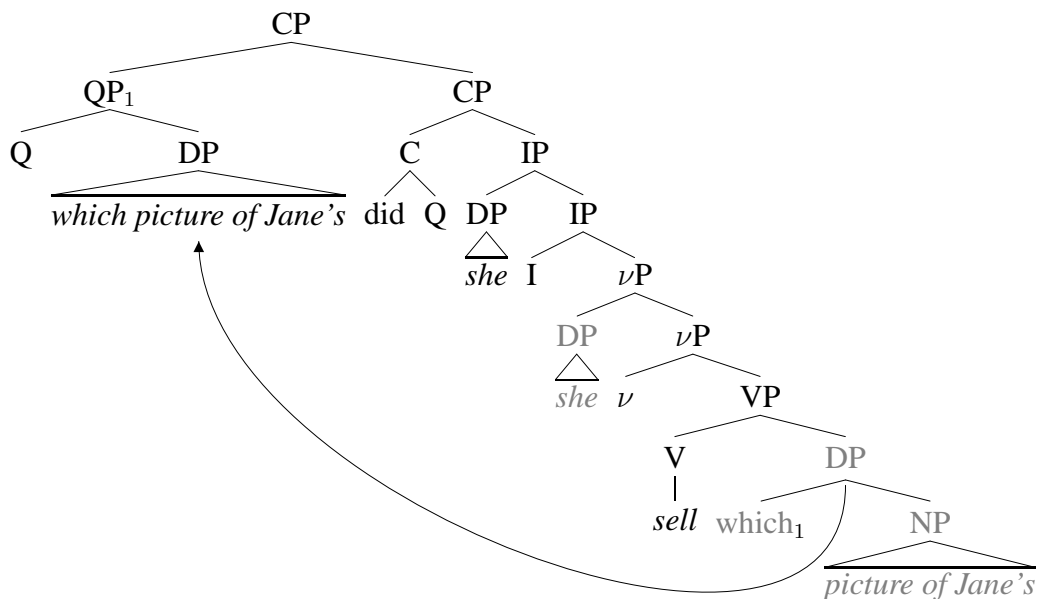 CP
QP₁ CP
Q DP C IP
which picture of Jane's did Q DP IP
she I νP
DP νP
she ν VP
V DP
sell which₁ NP
picture of Jane's